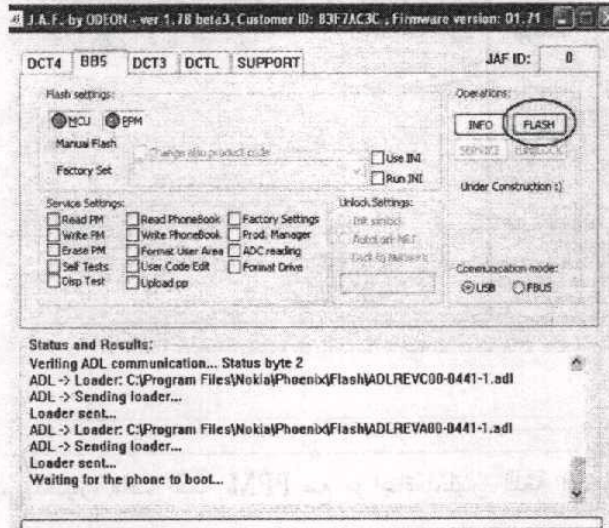 J.A.F. by ODEON - ver 1.78 beta3, Customer ID: 83F7AC3C , Firmware version: 01.71
DCT4 BB5 DCT3 DCTL SUPPORT JAF ID: 0
Flash settings: Operations:
MCU PPM INFO FLASH
Manual Flash
Change also product code Use INI SERVICE
Factory Set Run INI
Under Construction :)
Service Settings: Unlock Settings:
Read PM Read PhoneBook Factory Settings
Write PM Write PhoneBook Prod. Manager
Erase PM Format User Area ADC reading
Self Tests User Code Edit Format Drive
Disp Test Upload pp
Communication mode:
USB FBUS
Status and Results:
Verifing ADL communication... Status byte 2
ADL -> Loader: C:\Program Files\Nokia\Phoenix\Flash\ADLREVC00-0441-1.adl
ADL -> Sending loader...
Loader sent...
ADL -> Loader: C:\Program Files\Nokia\Phoenix\Flash\ADLREVA00-0441-1.adl
ADL -> Sending loader...
Loader sent...
Waiting for the phone to boot...